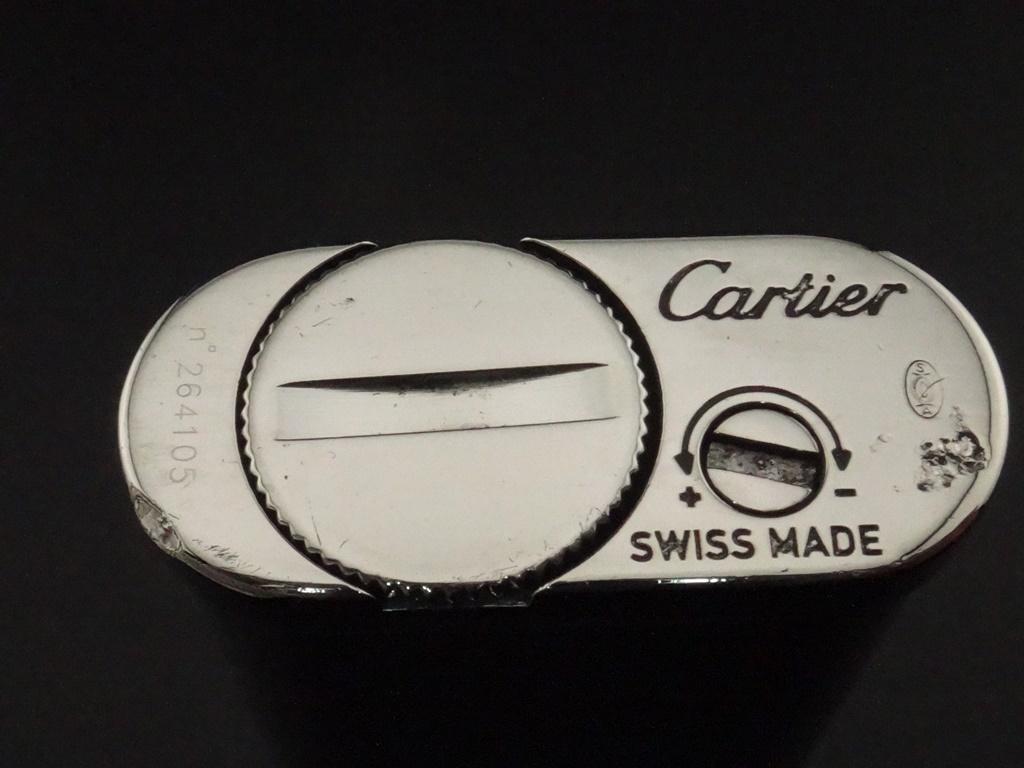 n° 264105
Cartier
S
C
A
+ -
SWISS MADE